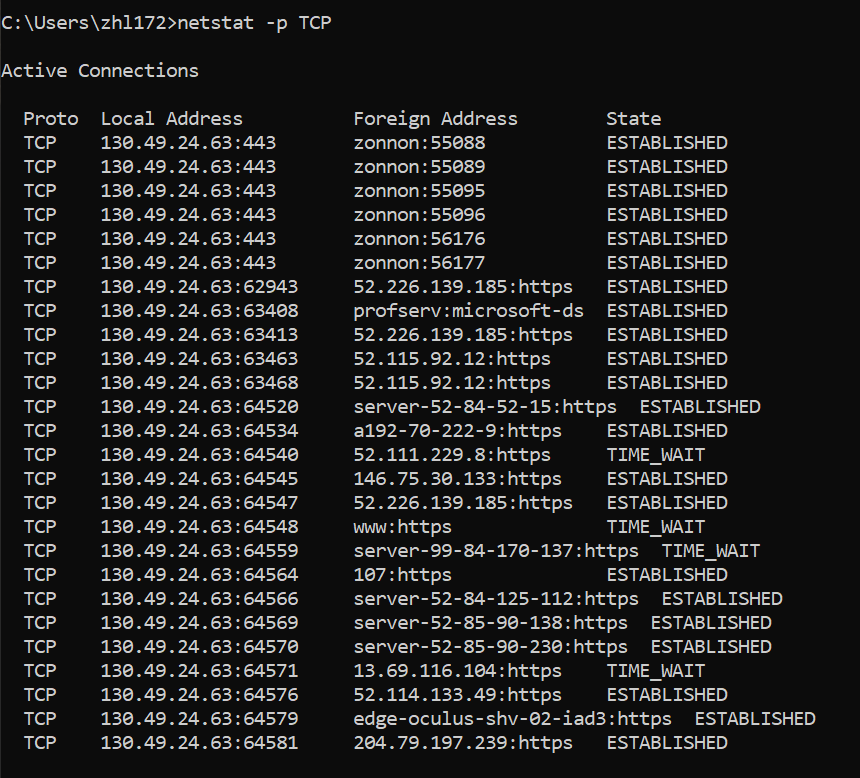 C:\Users\zhl172>netstat -p TCP
Active Connections
Proto Local Address Foreign Address State
TCP 130.49.24.63:443 zonnon:55088 ESTABLISHED
TCP 130.49.24.63:443 zonnon:55089 ESTABLISHED
TCP 130.49.24.63:443 zonnon:55095 ESTABLISHED
TCP 130.49.24.63:443 zonnon:55096 ESTABLISHED
TCP 130.49.24.63:443 zonnon:56176 ESTABLISHED
TCP 130.49.24.63:443 zonnon:56177 ESTABLISHED
TCP 130.49.24.63:62943 52.226.139.185:https ESTABLISHED
TCP 130.49.24.63:63408 profserv:microsoft-ds ESTABLISHED
TCP 130.49.24.63:63413 52.226.139.185:https ESTABLISHED
TCP 130.49.24.63:63463 52.115.92.12:https ESTABLISHED
TCP 130.49.24.63:63468 52.115.92.12:https ESTABLISHED
TCP 130.49.24.63:64520 server-52-84-52-15:https ESTABLISHED
TCP 130.49.24.63:64534 a192-70-222-9:https ESTABLISHED
TCP 130.49.24.63:64540 52.111.229.8:https TIME_WAIT
TCP 130.49.24.63:64545 146.75.30.133:https ESTABLISHED
TCP 130.49.24.63:64547 52.226.139.185:https ESTABLISHED
TCP 130.49.24.63:64548 www:https TIME_WAIT
TCP 130.49.24.63:64559 server-99-84-170-137:https TIME_WAIT
TCP 130.49.24.63:64564 107:https ESTABLISHED
TCP 130.49.24.63:64566 server-52-84-125-112:https ESTABLISHED
TCP 130.49.24.63:64569 server-52-85-90-138:https ESTABLISHED
TCP 130.49.24.63:64570 server-52-85-90-230:https ESTABLISHED
TCP 130.49.24.63:64571 13.69.116.104:https TIME_WAIT
TCP 130.49.24.63:64576 52.114.133.49:https ESTABLISHED
TCP 130.49.24.63:64579 edge-oculus-shv-02-iad3:https ESTABLISHED
TCP 130.49.24.63:64581 204.79.197.239:https ESTABLISHED